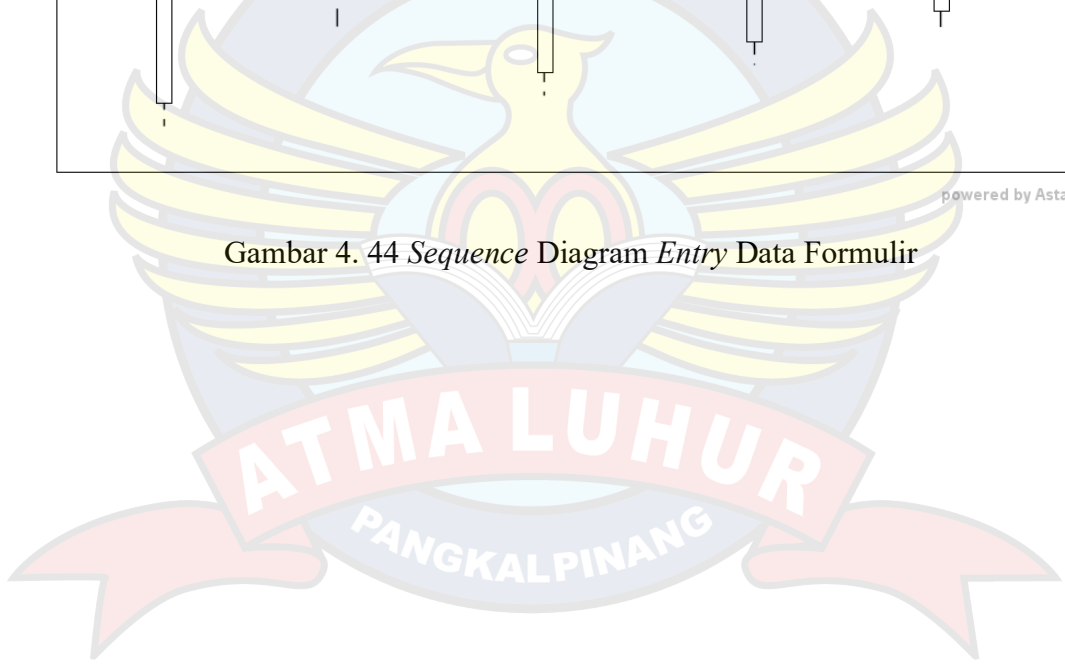 powered by Asta
Gambar 4. 44 Sequence Diagram Entry Data Formulir
ATMA LUHUR
PANGKALPINANG